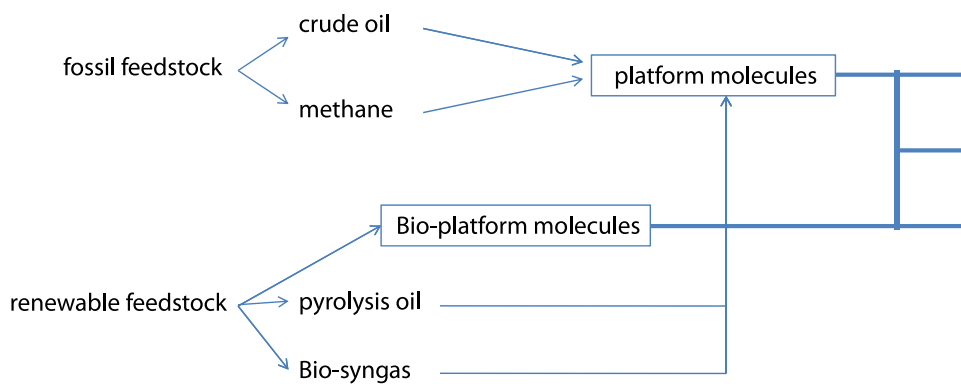 crude oil
fossil feedstock
platform molecules
methane
Bio-platform molecules
renewable feedstock
pyrolysis oil
Bio-syngas